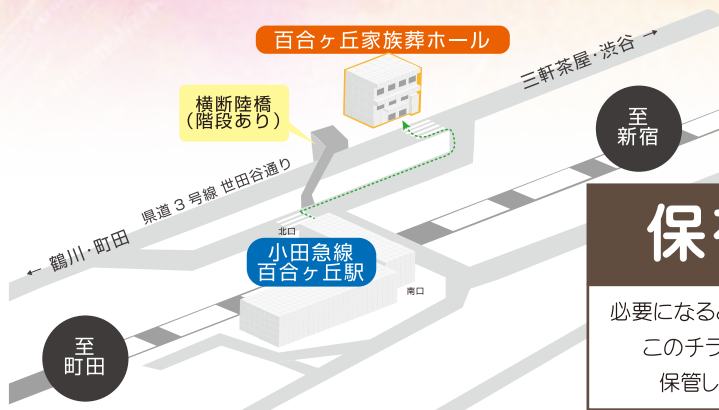 百合ヶ丘家族葬ホール
三軒茶屋・渋谷 →
横断陸橋
(階段あり)
至
新宿
県道3号線 世田谷通り
← 鶴川・町田
北口
小田急線
百合ヶ丘駅
南口
至
町田
保
必要になる
このチラ
保管し